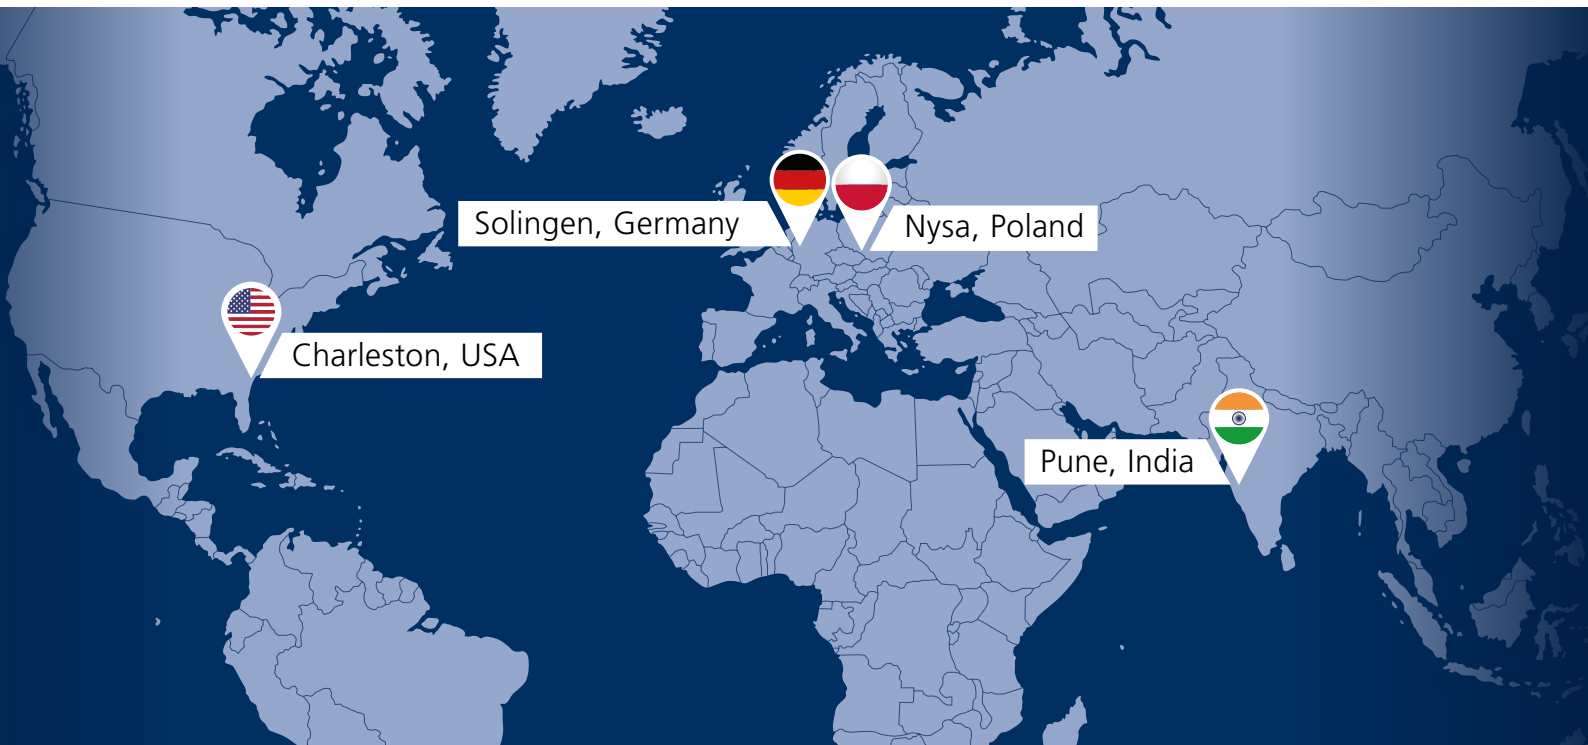 Solingen, Germany
Nysa, Poland
Charleston, USA
Pune, India